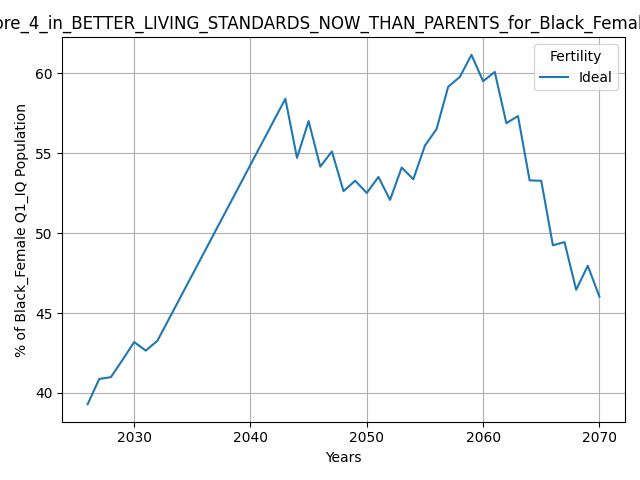 ore_4_in_BETTER_LIVING_STANDARDS_NOW_THAN_PARENTS_for_Black_Femal
Fertility
Ideal
% of Black_Female Q1_IQ Population
60
55
50
45
40
2030 2040 2050 2060 2070
Years